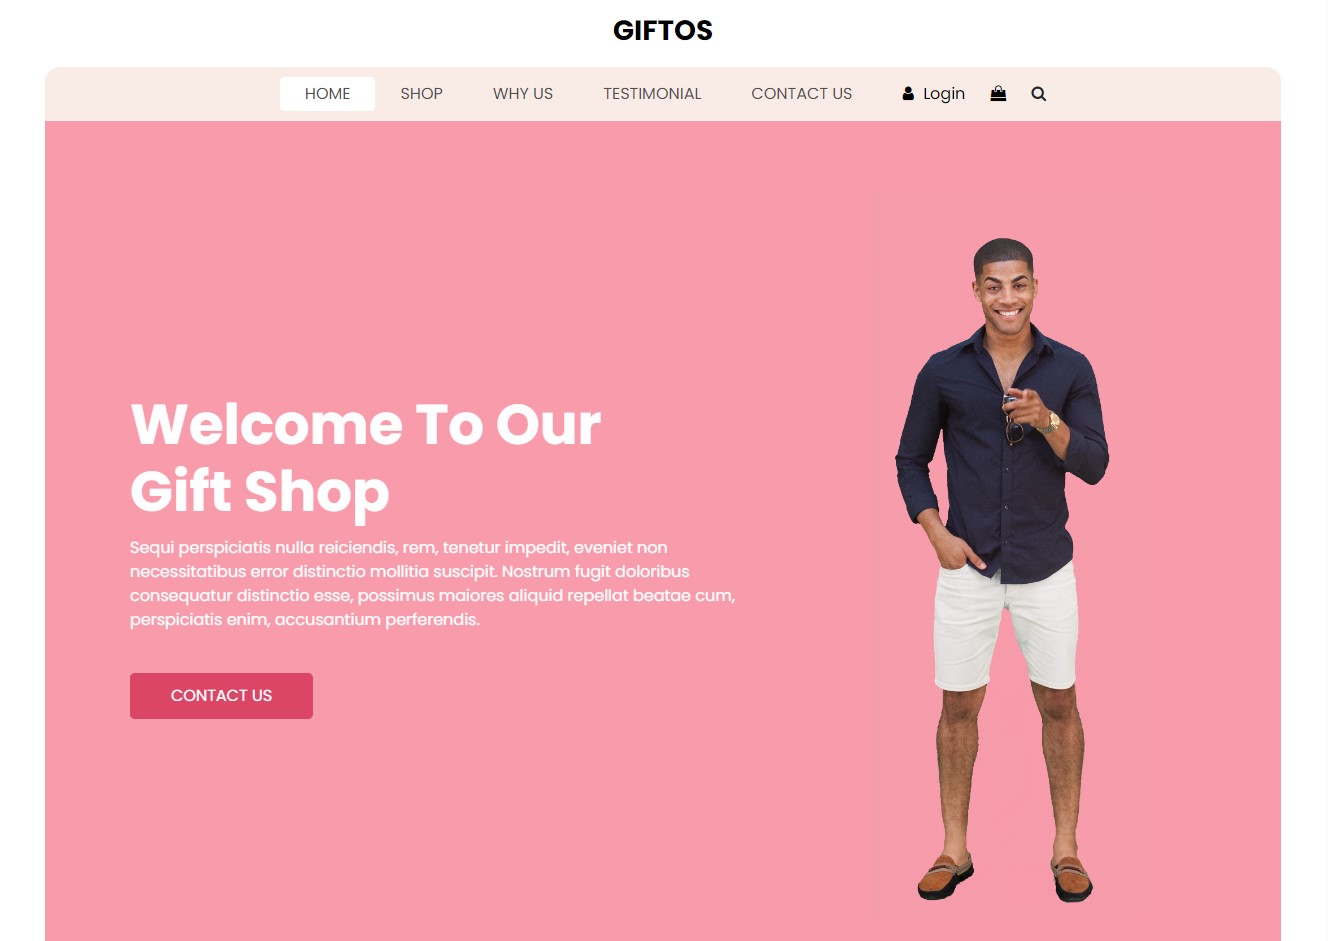 GIFTOS
HOME SHOP WHY US TESTIMONIAL CONTACT US Login
Welcome To Our
Gift Shop
Sequi perspiciatis nulla reiciendis, rem, tenetur impedit, eveniet non
necessitatibus error distinctio mollitia suscipit. Nostrum fugit doloribus
consequatur distinctio esse, possimus maiores aliquid repellat beatae cum,
perspiciatis enim, accusantium perferendis.
CONTACT US